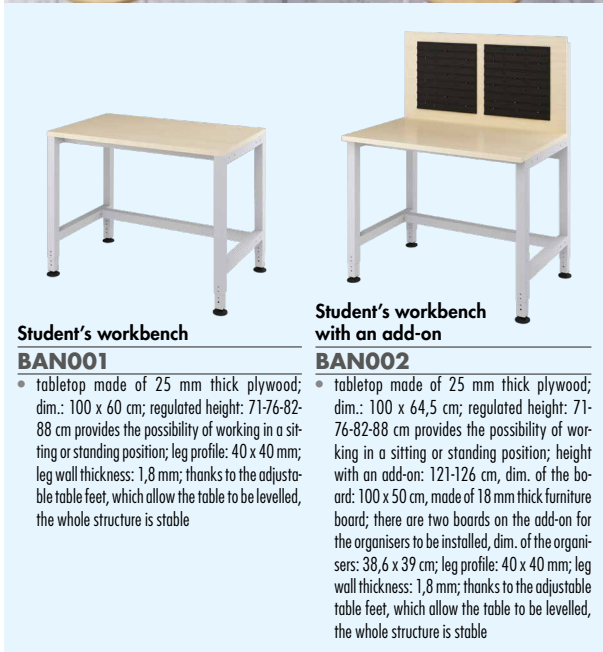 Student's workbench
BAN001
• tabletop made of 25 mm thick plywood;
dim.: 100 x 60 cm; regulated height: 71-76-82-
88 cm provides the possibility of working in a sit-
ting or standing position; leg profile: 40 x 40 mm;
leg wall thickness: 1,8 mm; thanks to the adjusta-
ble table feet, which allow the table to be levelled,
the whole structure is stable
Student's workbench
with an add-on
BAN002
• tabletop made of 25 mm thick plywood;
dim.: 100 x 64,5 cm; regulated height: 71-
76-82-88 cm provides the possibility of wor-
king in a sitting or standing position; height
with an add-on: 121-126 cm, dim. of the bo-
ard: 100 x 50 cm, made of 18 mm thick furniture
board; there are two boards on the add-on for
the organisers to be installed, dim. of the organi-
sers: 38,6 x 39 cm; leg profile: 40 x 40 mm; leg
wall thickness: 1,8 mm; thanks to the adjustable
table feet, which allow the table to be levelled,
the whole structure is stable